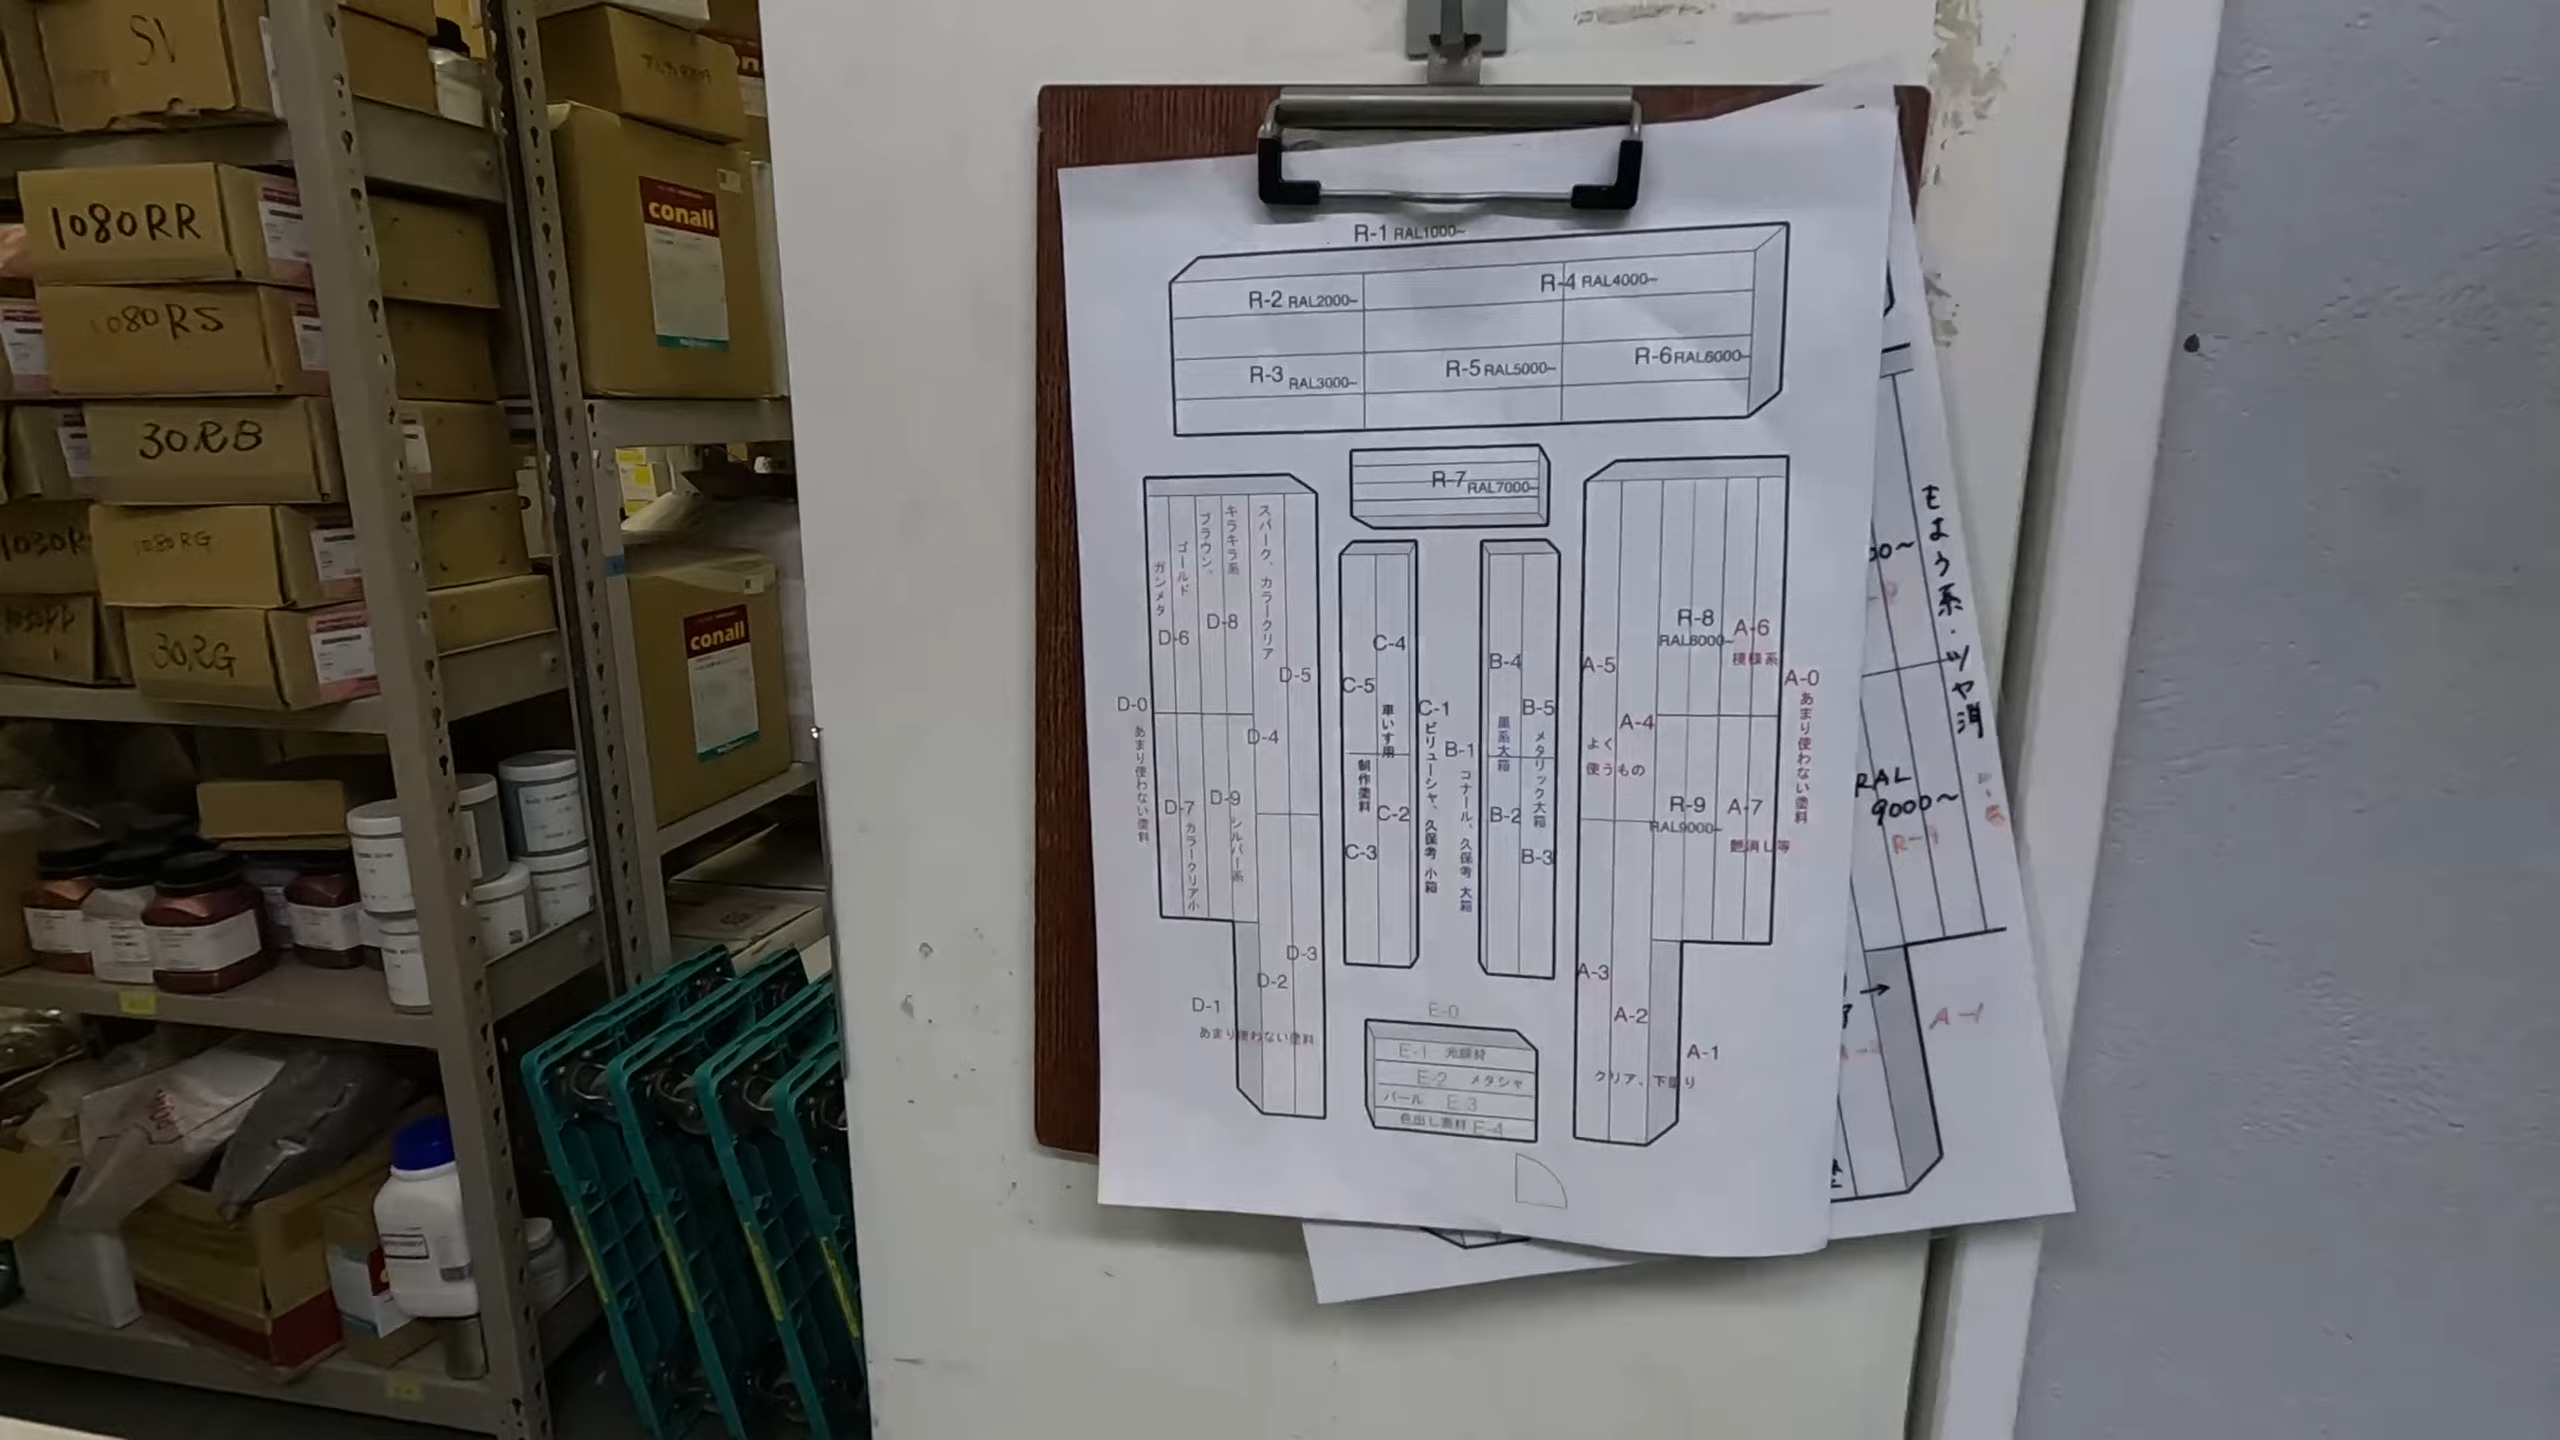 SV
1080RR
1080RS
30RB
1080RG
30RG
conall
conall
R-1 RAL1000~
R-2 RAL2000~
R-4 RAL4000~
R-3 RAL3000~
R-5 RAL5000~
R-6 RAL6000~
R-7 RAL7000~
ガンメタ
ゴールド
ブラウン、
キラキラ系
スパーク、カラークリア
D-6
D-8
D-5
D-0
あまり使わない塗料
D-4
D-7
カラークリア小
D-9
シルバー系
D-3
D-2
D-1
あまり使わない塗料
C-4
C-5
車いす用
制作塗料
C-2
C-3
C-1
ビリューシャ、久保考 小箱
B-1
コナール、久保考 大箱
B-4
B-5
黒系大箱
メタリック大箱
B-2
B-3
A-5
R-8
RAL8000~
A-6
模様系
A-0
あまり使わない塗料
A-4
よく
使うもの
R-9
RAL9000~
A-7
艶消し等
A-3
A-2
A-1
クリア、下塗り
E-0
E-1
E-2 メタシャ
パール E-3
色出し素材 E-4
もよう系・ツヤ消
00~
RAL
9000~
R-9
A-1